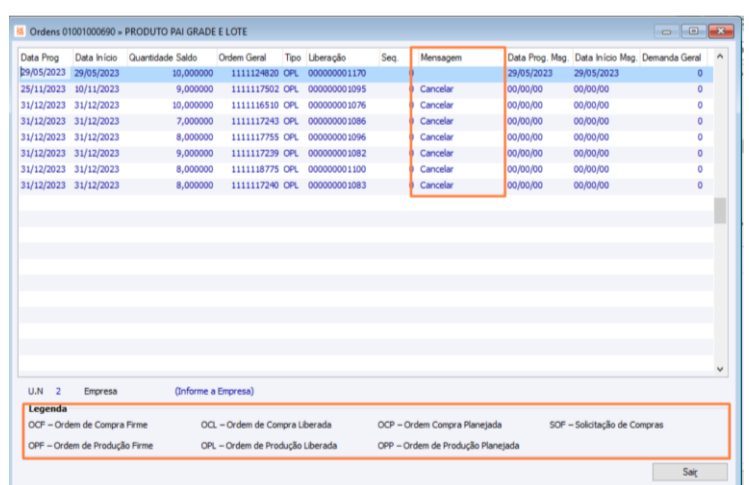 Ordens 01001000690 » PRODUTO PAI GRADE E LOTE
Data Prog Data Início Quantidade Saldo Ordem Geral Tipo Liberação Seq. Mensagem Data Prog. Msg. Data Início Msg. Demanda Geral
29/05/2023 29/05/2023 10,000000 1111124820 OPL 000000001170 0 29/05/2023 29/05/2023 0
25/11/2023 10/11/2023 9,000000 1111117502 OPL 000000001095 0 Cancelar 00/00/00 00/00/00 0
31/12/2023 31/12/2023 10,000000 1111116510 OPL 000000001076 0 Cancelar 00/00/00 00/00/00 0
31/12/2023 31/12/2023 7,000000 1111117243 OPL 000000001086 0 Cancelar 00/00/00 00/00/00 0
31/12/2023 31/12/2023 8,000000 1111117755 OPL 000000001096 0 Cancelar 00/00/00 00/00/00 0
31/12/2023 31/12/2023 9,000000 1111117239 OPL 000000001082 0 Cancelar 00/00/00 00/00/00 0
31/12/2023 31/12/2023 8,000000 1111118775 OPL 000000001100 0 Cancelar 00/00/00 00/00/00 0
31/12/2023 31/12/2023 8,000000 1111117240 OPL 000000001083 0 Cancelar 00/00/00 00/00/00 0
U.N 2 Empresa (Informe a Empresa)
Legenda
OCF – Ordem de Compra Firme OCL – Ordem de Compra Liberada OCP – Ordem Compra Planejada SOF – Solicitação de Compras
OPF – Ordem de Produção Firme OPL – Ordem de Produção Liberada OPP – Ordem de Produção Planejada
Sair